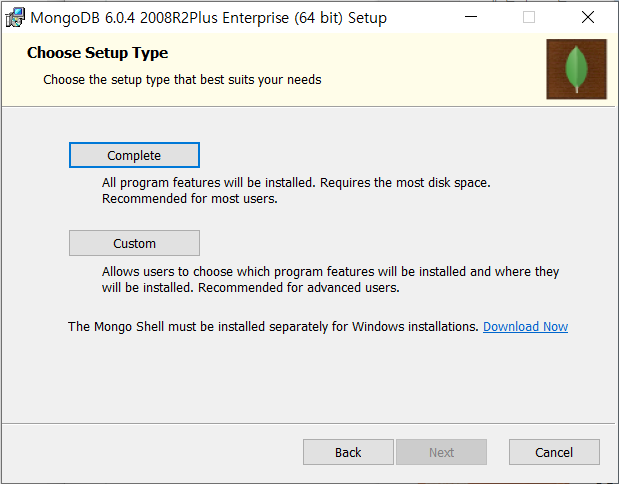 MongoDB 6.0.4 2008R2Plus Enterprise (64 bit) Setup
Choose Setup Type
Choose the setup type that best suits your needs
Complete
All program features will be installed. Requires the most disk space.
Recommended for most users.
Custom
Allows users to choose which program features will be installed and where they
will be installed. Recommended for advanced users.
The Mongo Shell must be installed separately for Windows installations. Download Now
Back Next Cancel